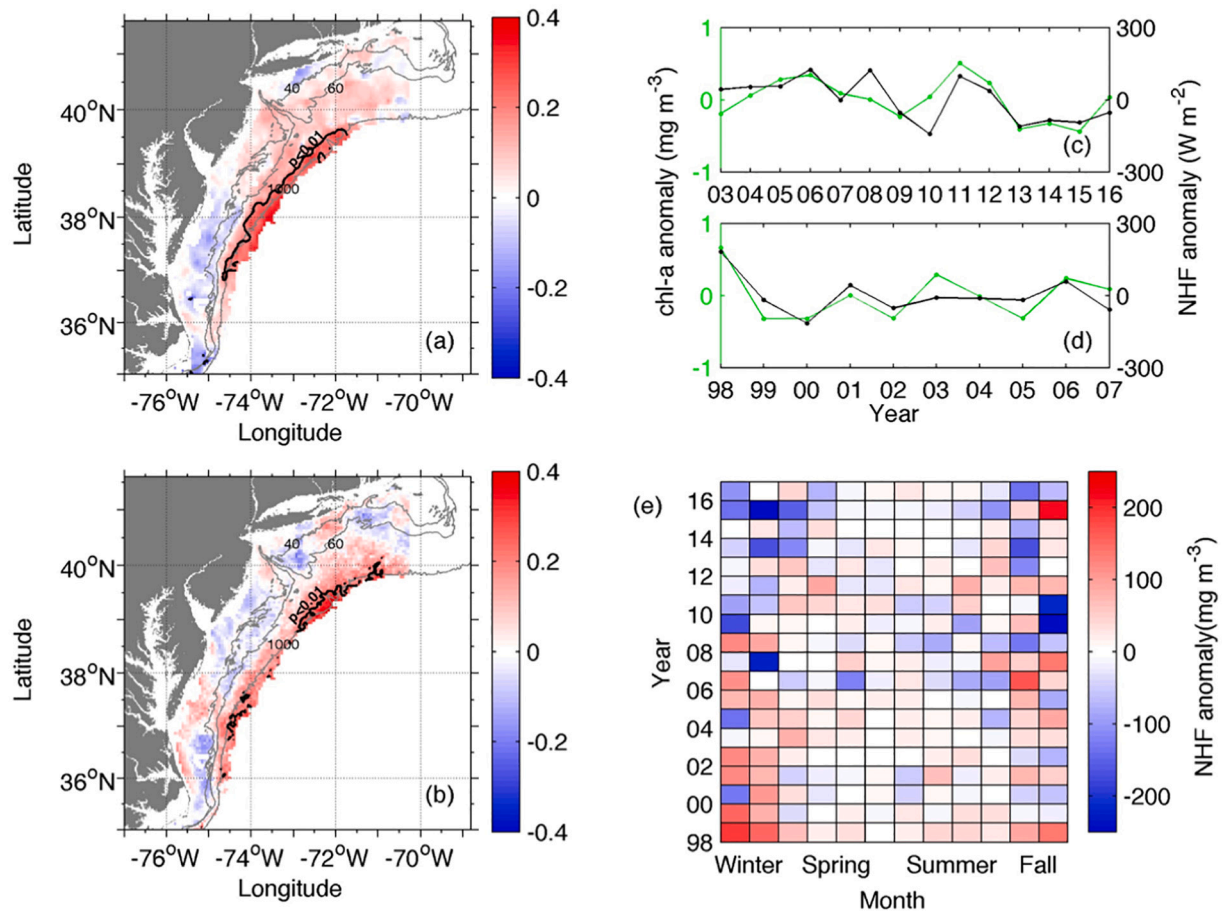 0.4
0.2
0
-0.2
-0.4
Latitude
40°N
38°N
36°N
40
60
p<0.01
1000
(a)
-76°W
-74°W
-72°W
-70°W
Longitude
0.4
0.2
0
-0.2
-0.4
Latitude
40°N
38°N
36°N
40
60
p<0.01
1000
(b)
-76°W
-74°W
-72°W
-70°W
Longitude
chl-a anomaly (mg m-3)
1
0
-1
300
0
-300
(c)
03 04 05 06 07 08 09 10 11 12 13 14 15 16
1
0
-1
300
0
-300
NHF anomaly (W m-2)
(d)
98 99 00 01 02 03 04 05 06 07
Year
(e)
Year
16
14
12
10
08
06
04
02
00
98
Winter Spring Summer Fall
Month
200
100
0
-100
-200
NHF anomaly(mg m-3)